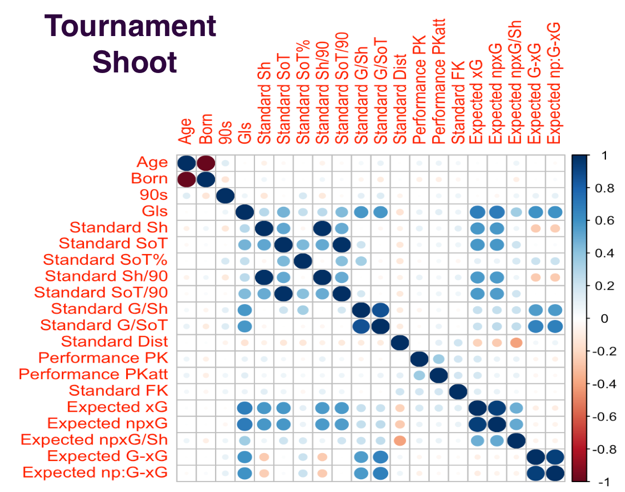 Tournament
Shoot
Age
Born
90s
Gls
Standard Sh
Standard SoT
Standard SoT%
Standard Sh/90
Standard SoT/90
Standard G/Sh
Standard G/SoT
Standard Dist
Performance PK
Performance PKatt
Standard FK
Expected xG
Expected npxG
Expected npxG/Sh
Expected G-xG
Expected np:G-xG
Age
Born
90s
Gls
Standard Sh
Standard SoT
Standard SoT%
Standard Sh/90
Standard SoT/90
Standard G/Sh
Standard G/SoT
Standard Dist
Performance PK
Performance PKatt
Standard FK
Expected xG
Expected npxG
Expected npxG/Sh
Expected G-xG
Expected np:G-xG
1
0.8
0.6
0.4
0.2
0
-0.2
-0.4
-0.6
-0.8
-1